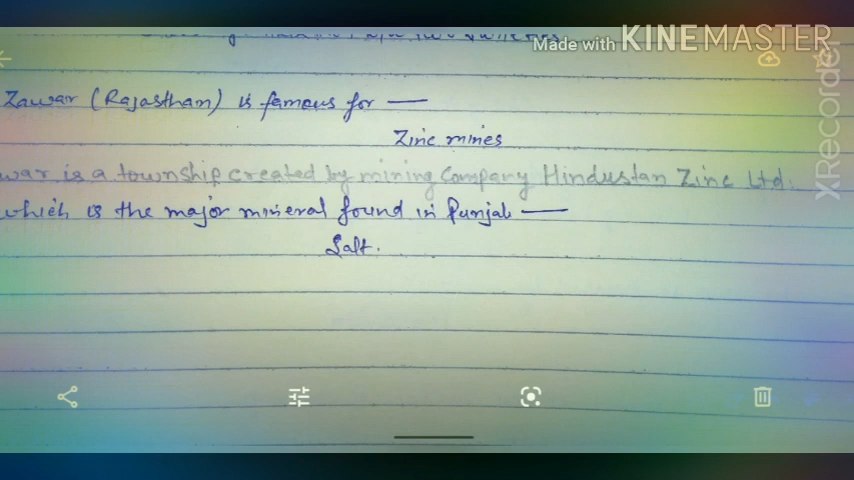 Made with KINEMASTER
Zawar (Rajasthan) is famous for —
Zinc mines
war is a township created by mining Company Hindustan Zinc Ltd.
which is the major mineral found in Punjab —
Salt.
XRecorder